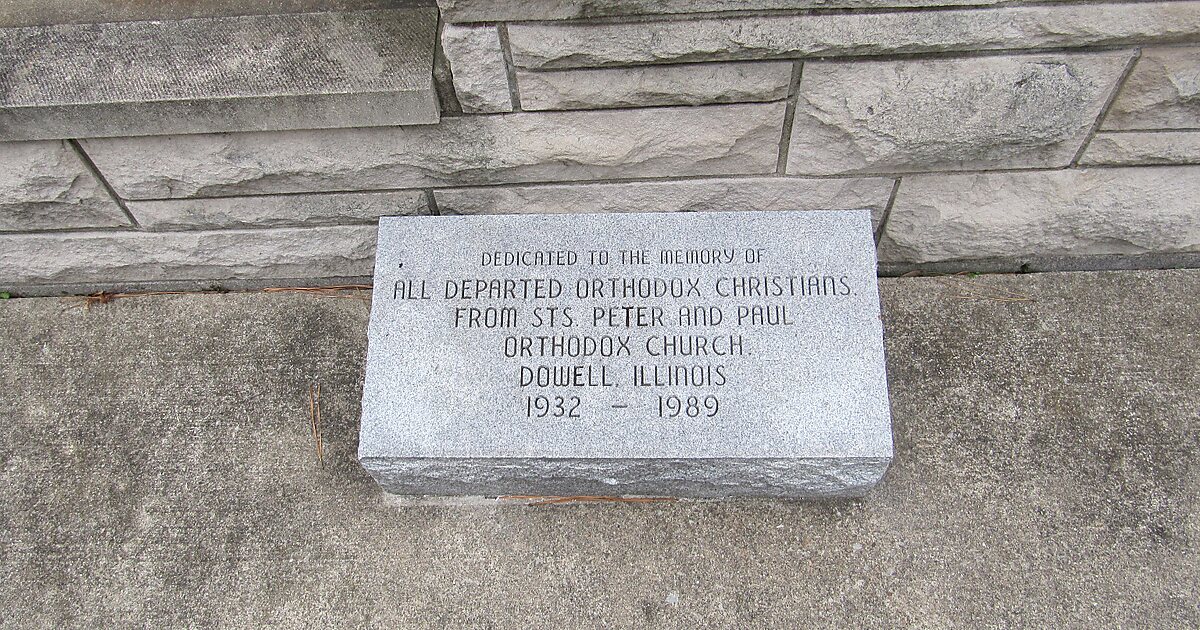 DEDICATED TO THE MEMORY OF
ALL DEPARTED ORTHODOX CHRISTIANS.
FROM STS. PETER AND PAUL
ORTHODOX CHURCH.
DOWELL, ILLINOIS
1932 – 1989